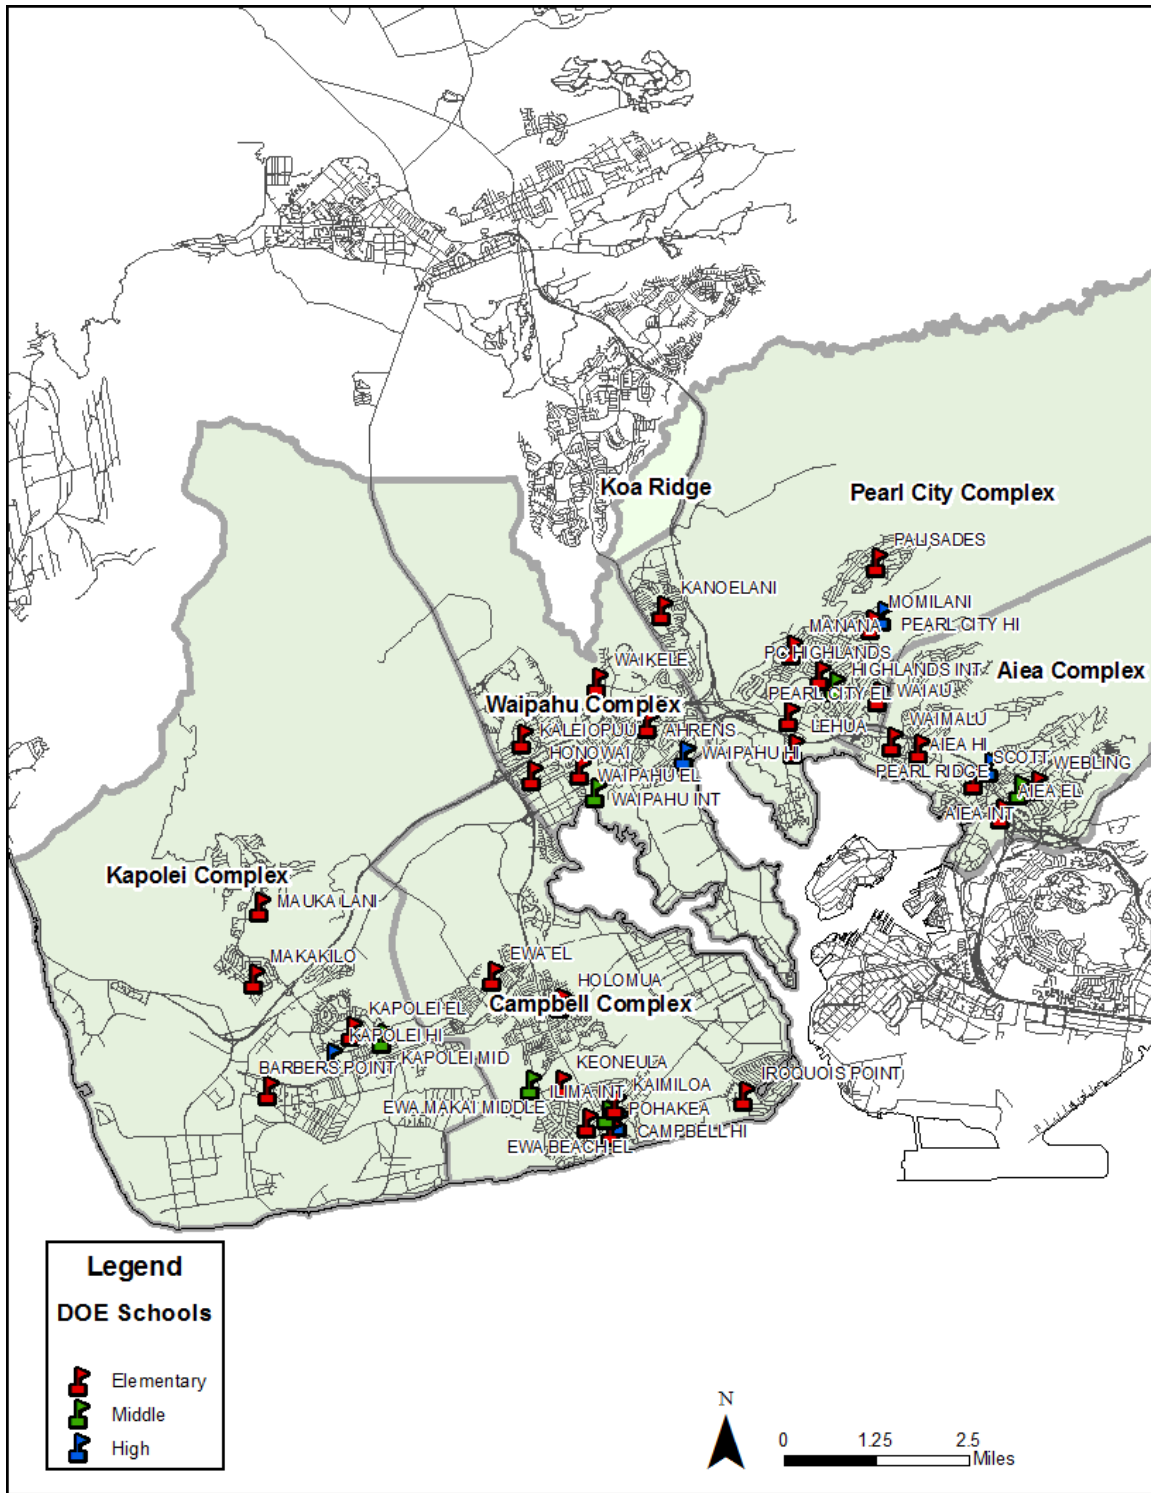 Koa Ridge
Pearl City Complex
PALISADES
KANOELANI
MOMILANI
MANANA
PEARL CITY HI
PC HIGHLANDS
WAIKELE
HIGHLANDS INT
Aiea Complex
PEARL CITY EL
WAIAU
Waipahu Complex
KALEIOPUU
AHRENS
LEHUA
WAIMALU
HONOWAI
WAIPAHU HI
AIEA HI
SCOTT
WEBLING
WAIPAHU EL
PEARL RIDGE
AIEA EL
WAIPAHU INT
AIEA INT
Kapolei Complex
MAUKA LANI
MAKAKILO
EWA EL
HOLOMUA
Campbell Complex
KAPOLEI EL
KAPOLEI HI
KAPOLEI MID
BARBERS POINT
KEONEULA
IROQUOIS POINT
ILIMA INT
KAIMILOA
EWA MAKAI MIDDLE
POHAKEA
CAMPBELL HI
EWA BEACH EL
Legend
DOE Schools
Elementary
Middle
High
N
0 1.25 2.5
Miles